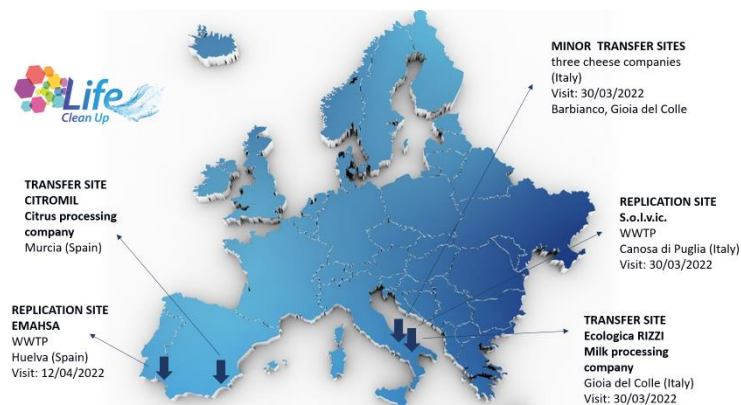 Life
Clean Up
MINOR TRANSFER SITES
three cheese companies
(Italy)
Visit: 30/03/2022
Barbianco, Gioia del Colle
TRANSFER SITE
CITROMIL
Citrus processing
company
Murcia (Spain)
REPLICATION SITE
S.o.l.v.ic.
WWTP
Canosa di Puglia (Italy)
Visit: 30/03/2022
REPLICATION SITE
EMAHSA
WWTP
Huelva (Spain)
Visit: 12/04/2022
TRANSFER SITE
Ecologica RIZZI
Milk processing
company
Gioia del Colle (Italy)
Visit: 30/03/2022